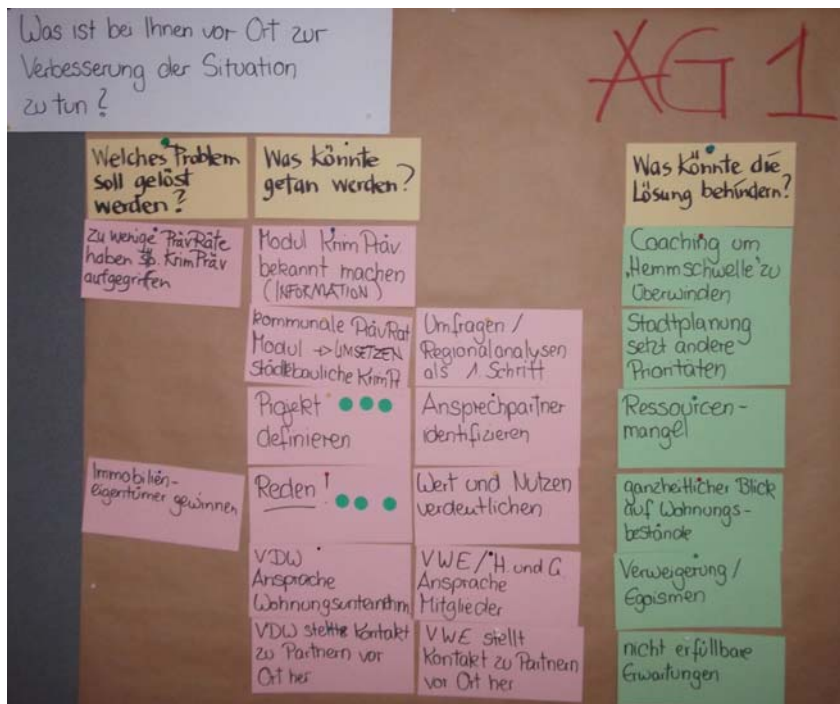 Was ist bei Ihnen vor Ort zur
Verbesserung der Situation
zu tun?
AG 1
Welches Problem
soll gelöst
werden?
Was könnte
getan werden?
Was könnte die
Lösung behindern?
Zu wenige PrävRäte
haben stb. KrimPräv
aufgegriffen
Modul KrimPräv
bekannt machen
(INFORMATION)
Coaching um
"Hemmschwelle" zu
Überwinden
kommunale PrävRat
Modul → UMSETZEN
Städtebauliche KrimPr
Umfragen /
Regionalanalysen
als 1. Schritt
Stadtplanung
setzt andere
Prioritäten
Projekt
definieren
Ansprechpartner
identifizieren
Ressourcen-
mangel
Immobilien-
eigentümer gewinnen
Reden!
Wert und Nutzen
verdeutlichen
ganzheitlicher Blick
auf Wohnungs-
bestände
VDW
Ansprache
Wohnungsunternehm.
VWE / H. und G.
Ansprache
Mitglieder
Verweigerung /
Egoismen
VDW stellt Kontakt
zu Partnern vor
Ort her
VWE stellt
Kontakt zu Partnern
vor Ort her
nicht erfüllbare
Erwartungen